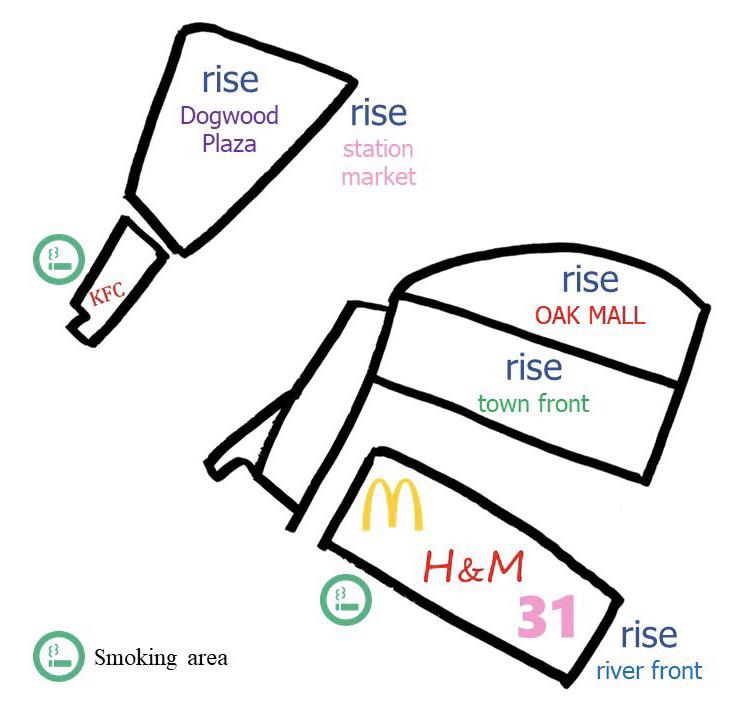 rise
Dogwood
Plaza
rise
station
market
KFC
rise
OAK MALL
rise
town front
M
H&M
31
rise
river front
Smoking area